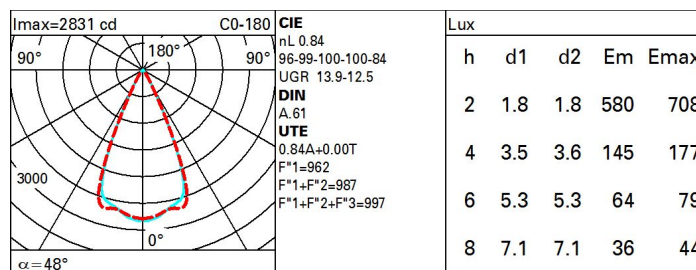 Imax=2831 cd C0-180
90° 180° 90°
3000
0°
α=48°
CIE
nL 0.84
96-99-100-100-84
UGR 13.9-12.5
DIN
A.61
UTE
0.84A+0.00T
F"1=962
F"1+F"2=987
F"1+F"2+F"3=997
Lux
h d1 d2 Em Emax
2 1.8 1.8 580 708
4 3.5 3.6 145 177
6 5.3 5.3 64 79
8 7.1 7.1 36 44